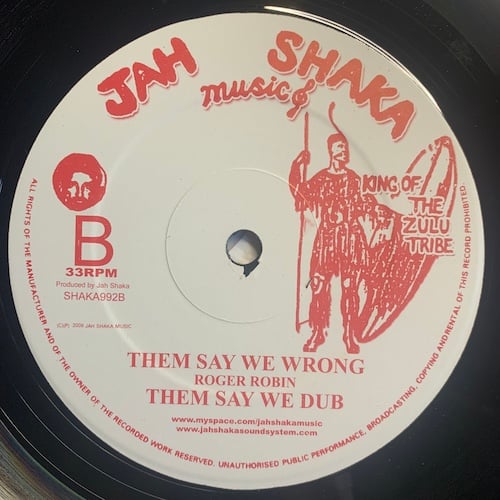 JAH SHAKA
music
KING OF
THE
ZULU
TRIBE
B
33RPM
Produced by Jah Shaka
SHAKA992B
(C)(P) 2009 JAH SHAKA MUSIC
THEM SAY WE WRONG
ROGER ROBIN
THEM SAY WE DUB
www.myspace.com/jahshakamusic
www.jahshakasoundsystem.com
ALL RIGHTS OF THE MANUFACTURER AND OF THE OWNER OF THE RECORDED WORK RESERVED. UNAUTHORISED PUBLIC PERFORMANCE, BROADCASTING, COPYING AND RENTAL OF THIS RECORD PROHIBITED.